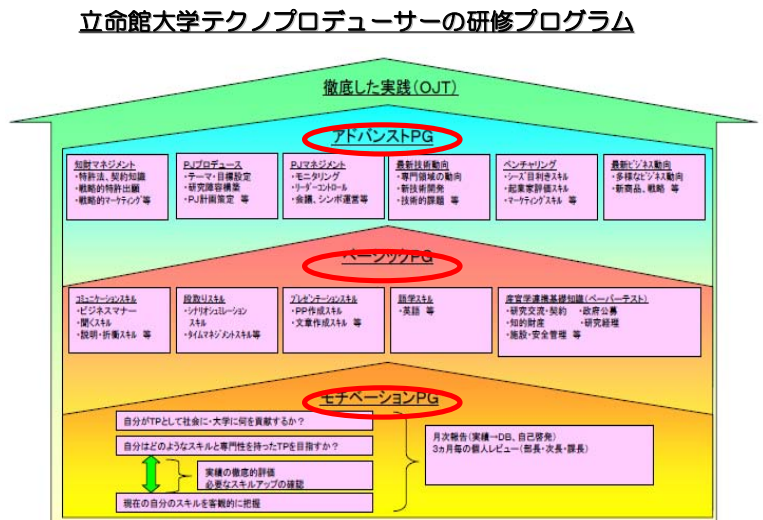 立命館大学テクノプロデューサーの研修プログラム
徹底した実践(OJT)
アドバンストPG
知財マネジメント
・特許法、契約知識
・戦略的特許出願
・戦略的マーケティング等
PJプロデュース
・テーマ・目標設定
・研究陣容構築
・PJ計画策定 等
PJマネジメント
・モニタリング
・リーダーコントロール
・会議、シンポ運営等
最新技術動向
・専門領域の動向
・新技術開発
・技術的課題 等
ベンチャリング
・シーズ目利きスキル
・起業家評価スキル
・マーケティングスキル 等
最新ビジネス動向
・多様なビジネス動向
・新商品、戦略 等
ベーシックPG
コミュニケーションスキル
・ビジネスマナー
・聞くスキル
・説明・折衝スキル 等
段取りスキル
・シナリオシュミレーション
スキル
・タイムマネジメントスキル等
プレゼンテーションスキル
・PP作成スキル
・文章作成スキル 等
語学スキル
・英語 等
産官学連携基礎知識(ペーパーテスト)
・研究交流・契約 ・政府公募
・知的財産 ・研究経理
・施設・安全管理 等
モチベーションPG
自分がTPとして社会に・大学に何を貢献するか?
自分はどのようなスキルと専門性を持ったTPを目指すか?
実績の徹底的評価
必要なスキルアップの確認
現在の自分のスキルを客観的に把握
月次報告(実績→DB、自己啓発)
3ヵ月毎の個人レビュー(部長・次長・課長)